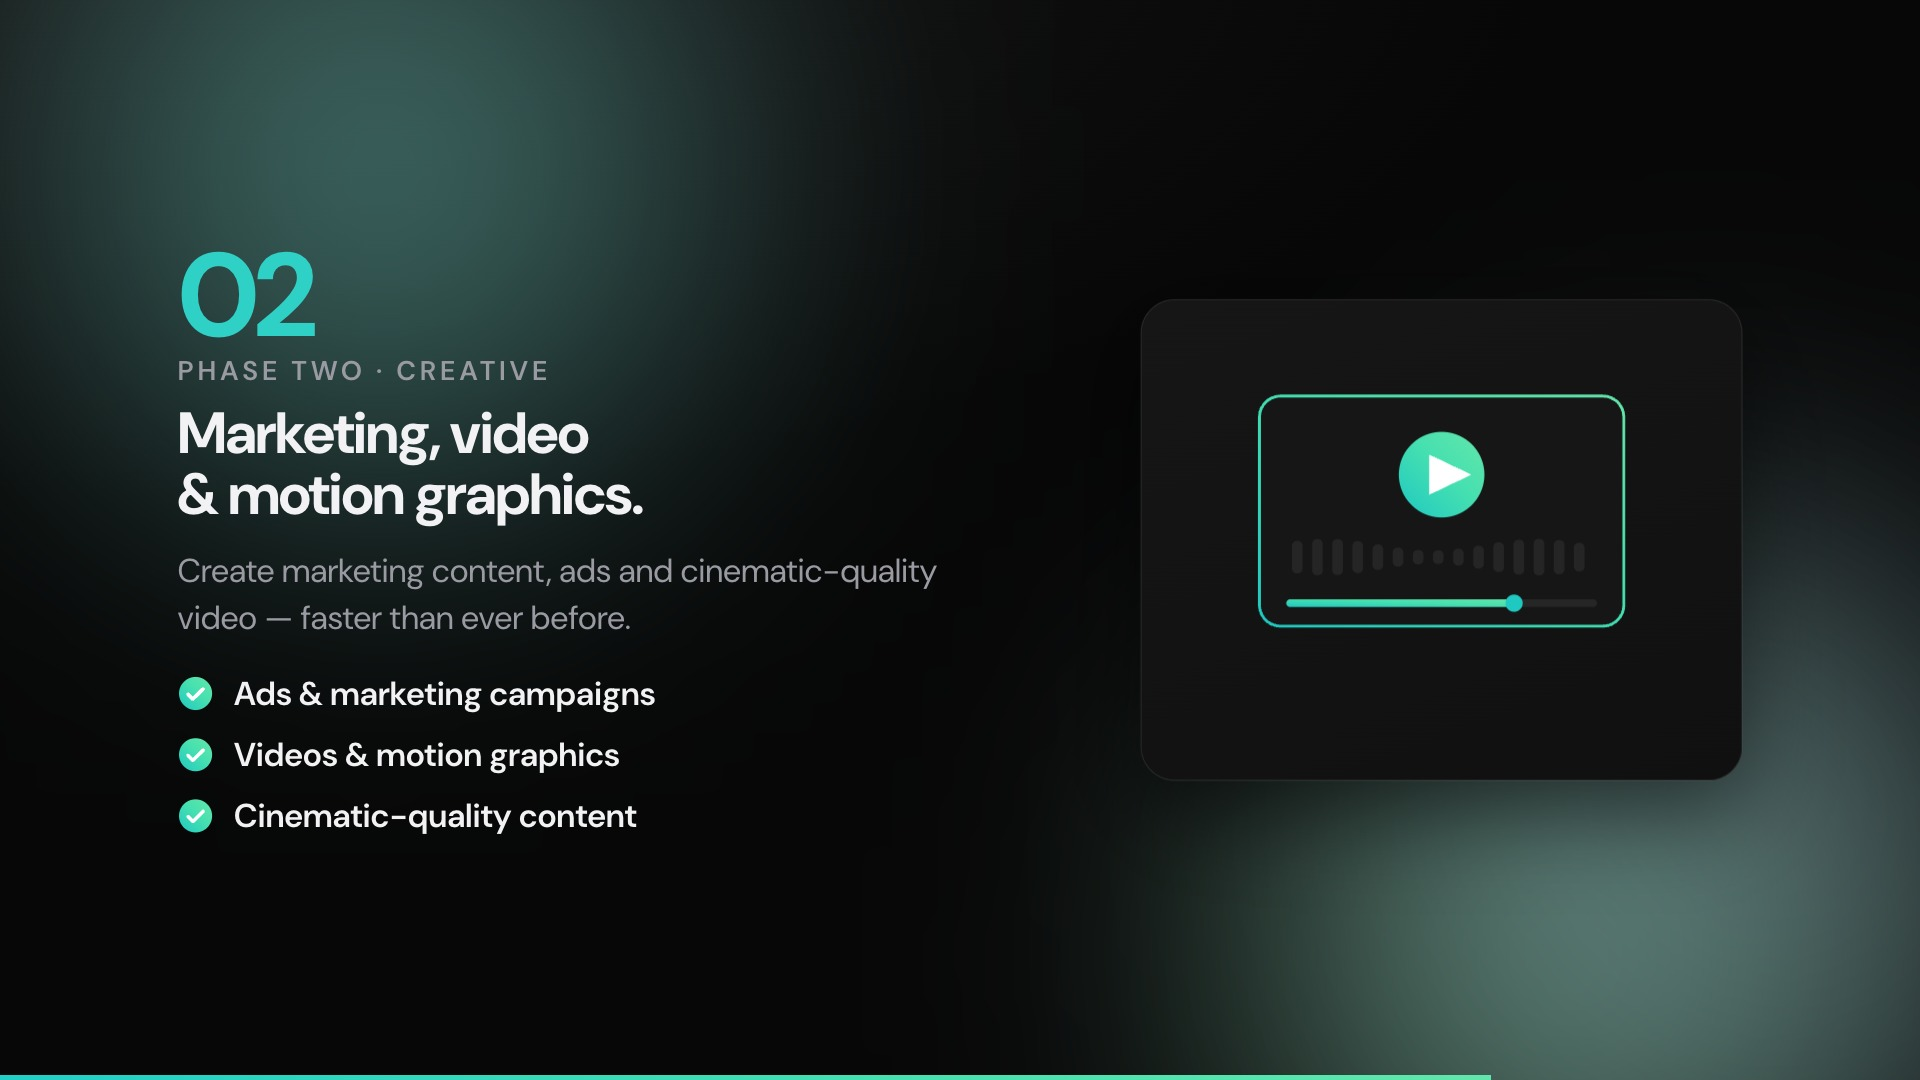 02
PHASE TWO · CREATIVE
Marketing, video
& motion graphics.
Create marketing content, ads and cinematic-quality
video — faster than ever before.
Ads & marketing campaigns
Videos & motion graphics
Cinematic-quality content